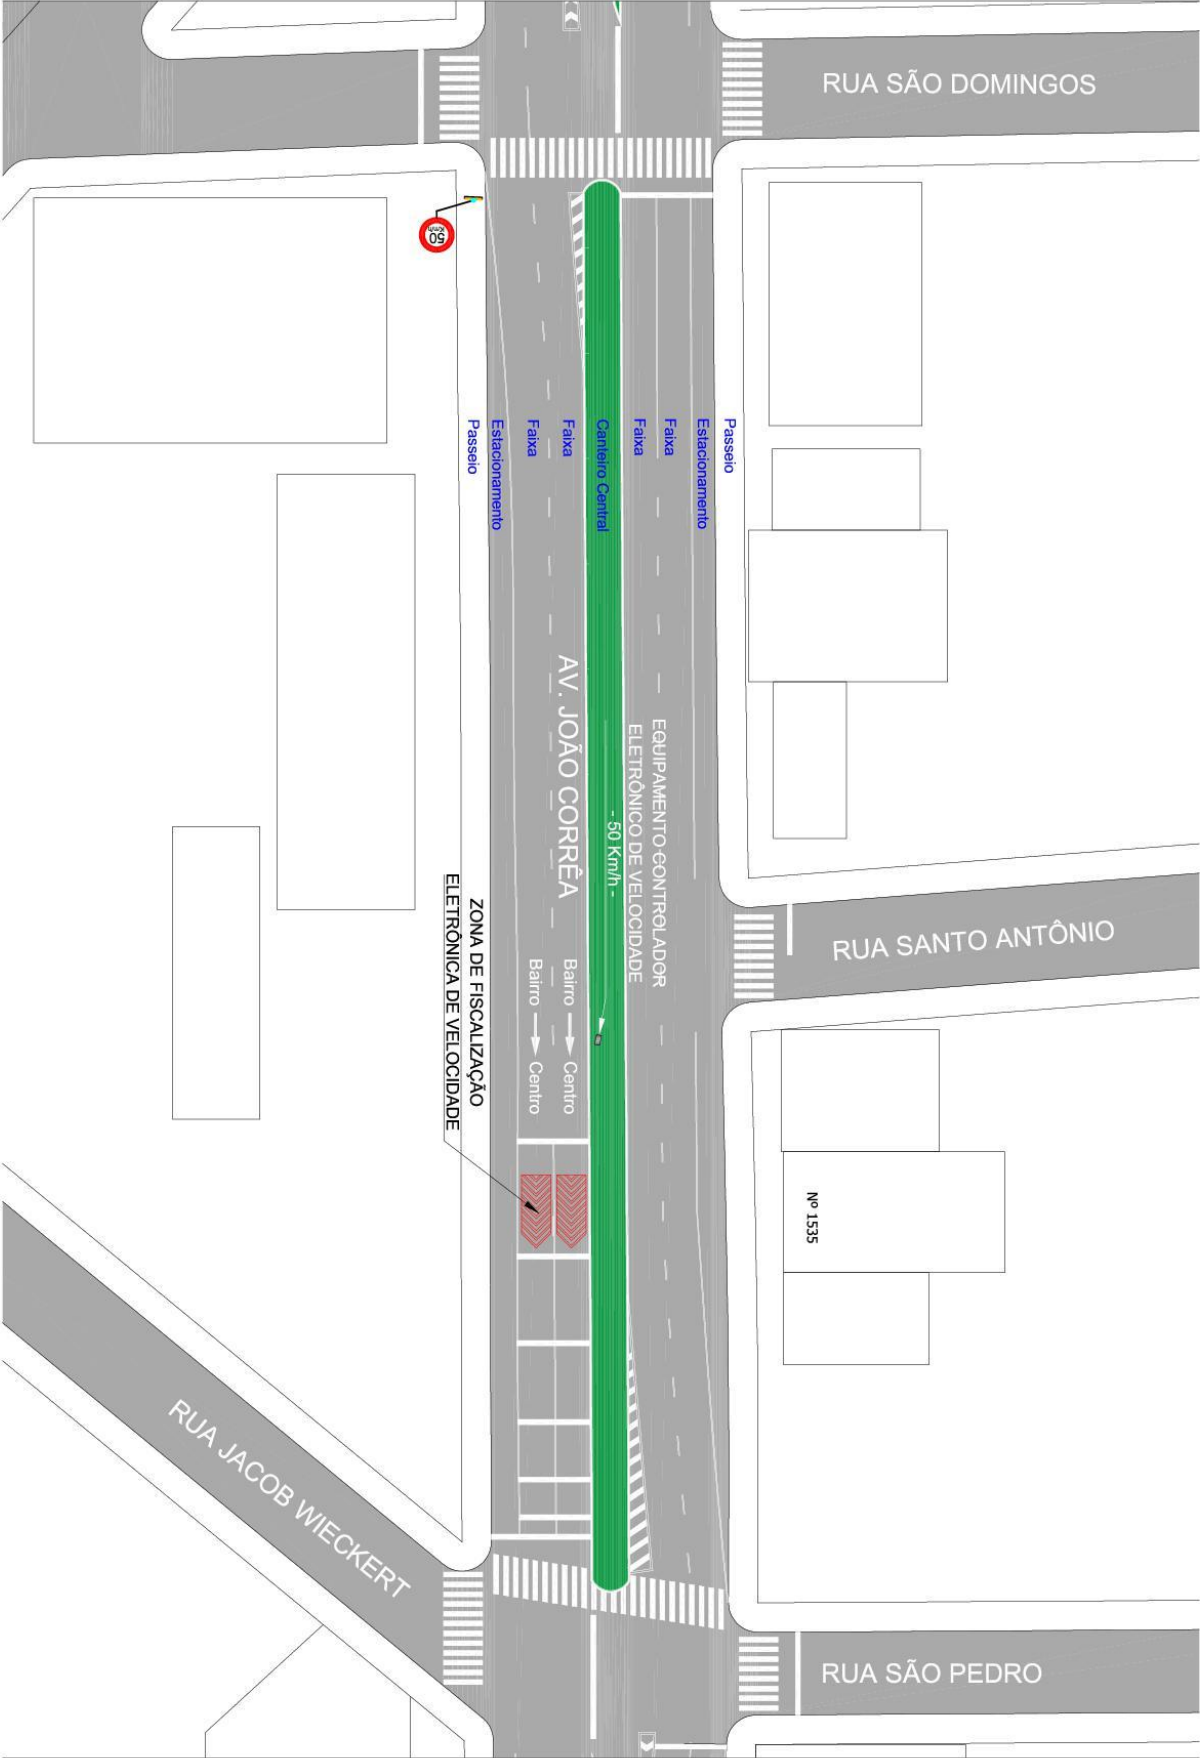 RUA SÃO DOMINGOS
50
Km/h
Passeio
Estacionamento
Faixa
Faixa
Canteiro Central
Faixa
Faixa
Estacionamento
Passeio
AV. JOÃO CORRÊA
- 50 Km/h -
EQUIPAMENTO CONTROLADOR
ELETRÔNICO DE VELOCIDADE
RUA SANTO ANTÔNIO
ZONA DE FISCALIZAÇÃO
ELETRÔNICA DE VELOCIDADE
Bairro → Centro
Bairro → Centro
Nº 1535
RUA JACOB WIECKERT
RUA SÃO PEDRO